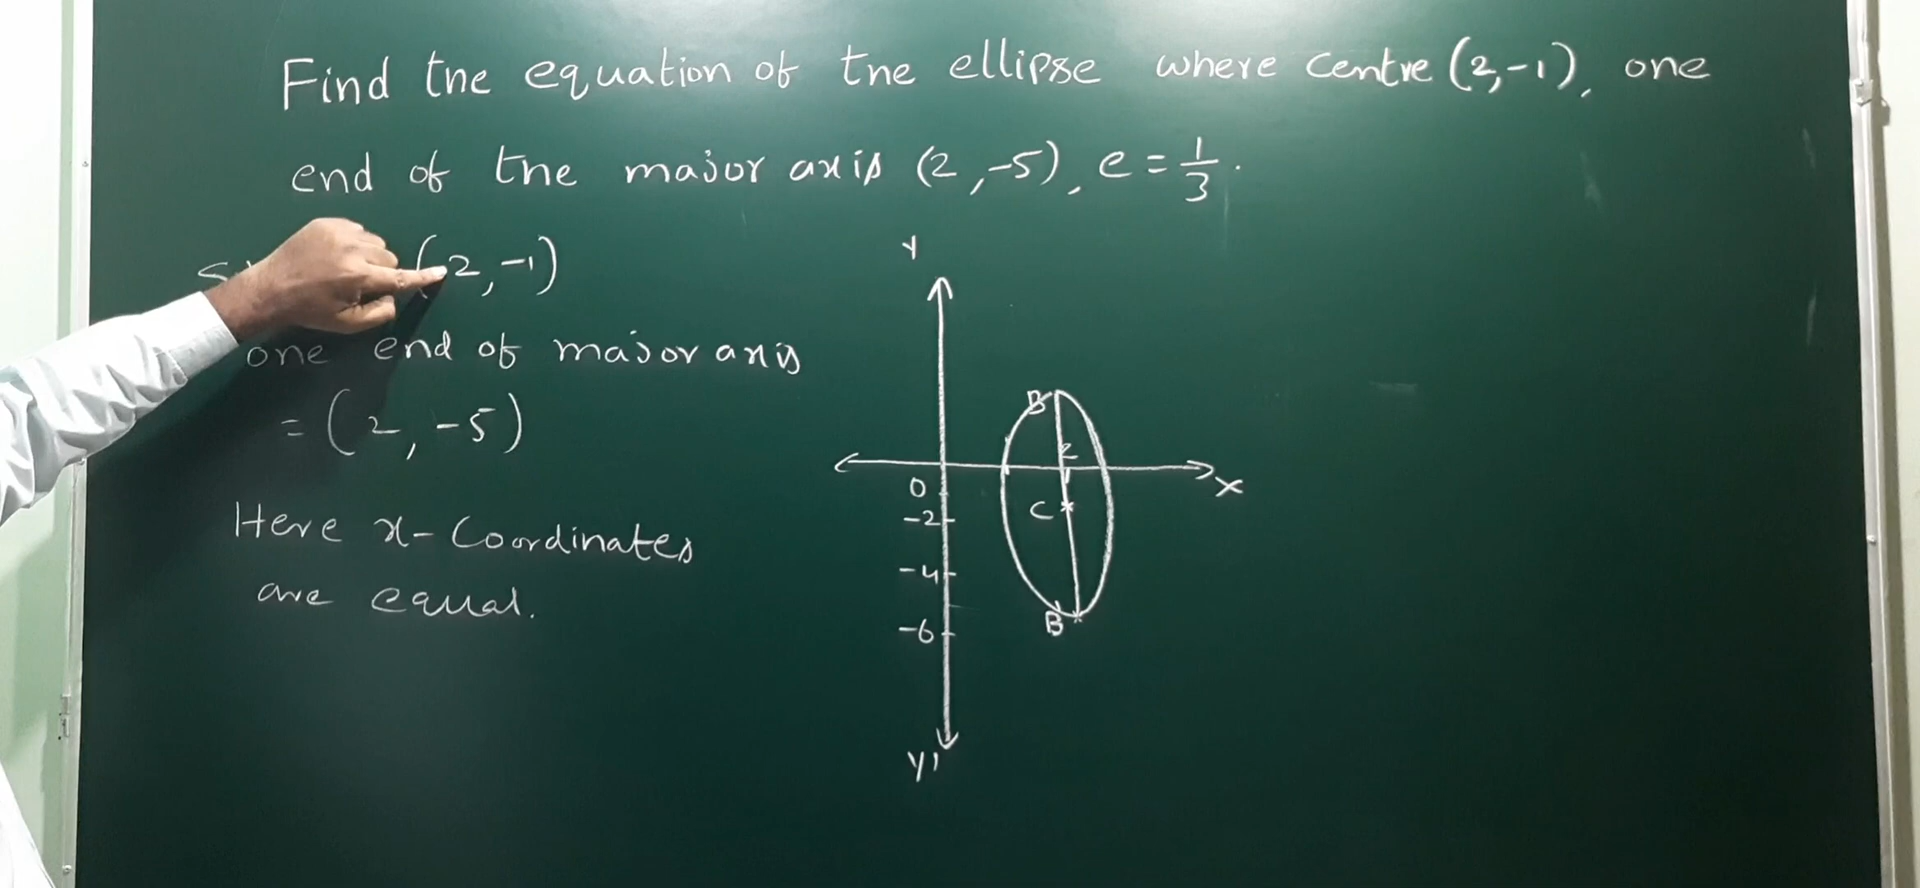 Find the equation of the ellipse where centre (2,-1), one
end of the major axis (2,-5), e = 1/3.
(2,-1)
one end of major axis
= (2, -5)
Here x-Coordinates
are equal.
Y
B'
2
0
X
-2
C
-4
B
-6
Y'